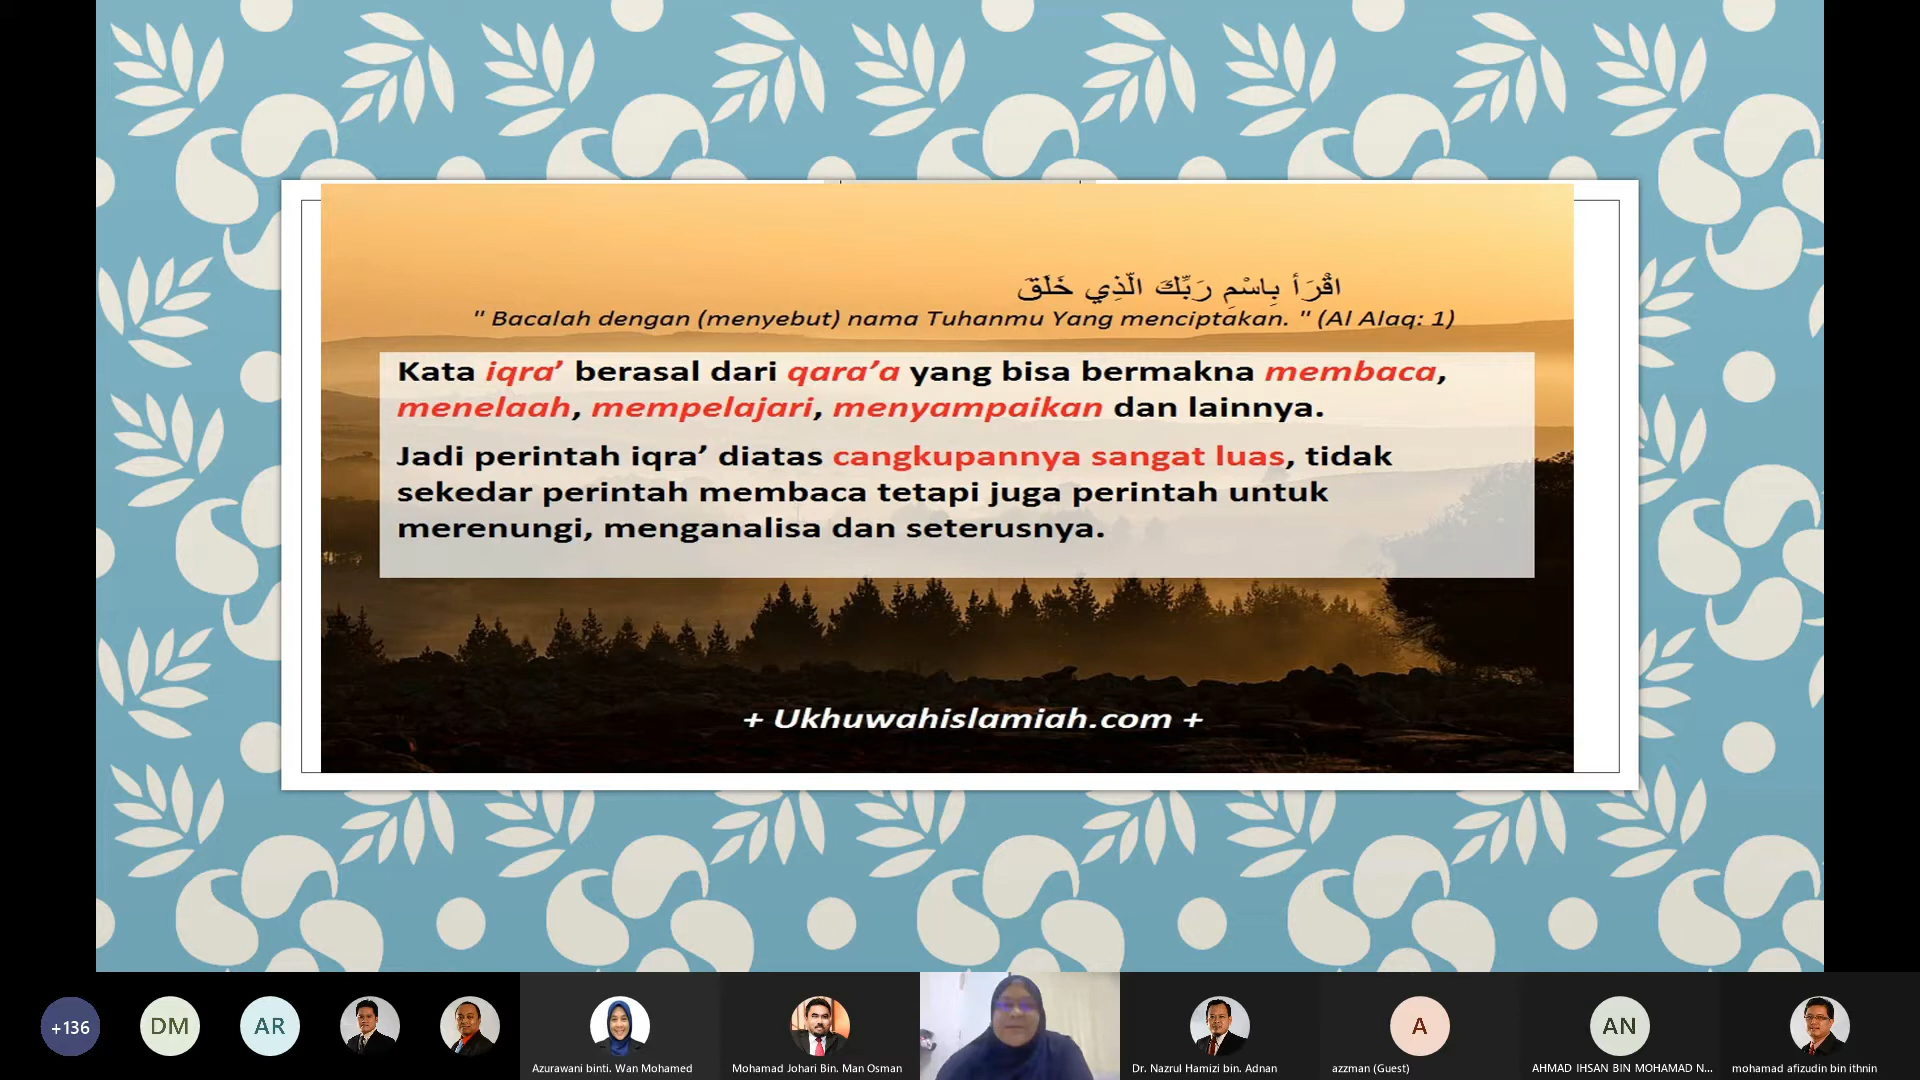 اقْرَأْ بِاسْمِ رَبِّكَ الَّذِي خَلَقَ
" Bacalah dengan (menyebut) nama Tuhanmu Yang menciptakan. " (Al Alaq: 1)
Kata iqra’ berasal dari qara’a yang bisa bermakna membaca,
menelaah, mempelajari, menyampaikan dan lainnya.
Jadi perintah iqra’ diatas cangkupannya sangat luas, tidak
sekedar perintah membaca tetapi juga perintah untuk
merenungi, menganalisa dan seterusnya.
+ Ukhuwahislamiah.com +
+136
DM
AR
Azurawani binti. Wan Mohamed
Mohamad Johari Bin. Man Osman
Dr. Nazrul Hamizi bin. Adnan
A
azzman (Guest)
AN
AHMAD IHSAN BIN MOHAMAD N...
mohamad afizudin bin ithnin